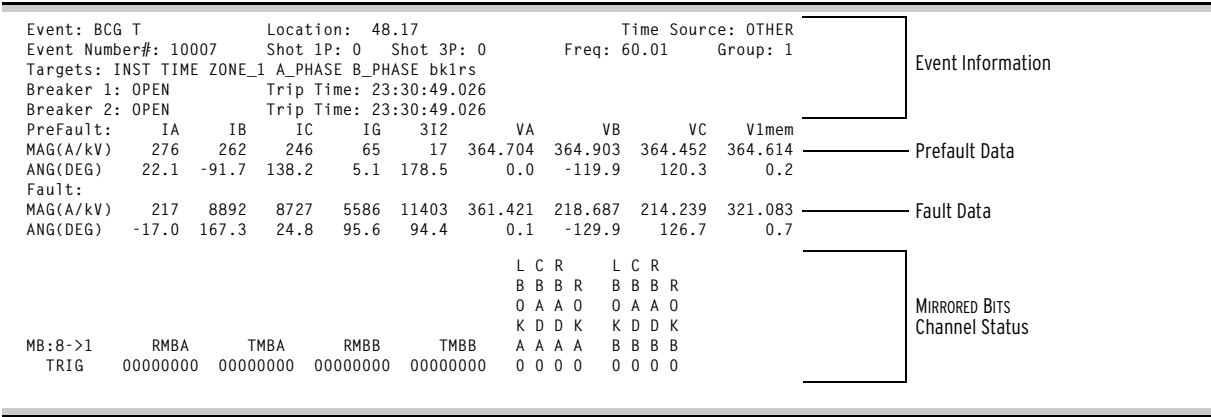 Event: BCG T Location: 48.17 Time Source: OTHER
Event Number#: 10007 Shot 1P: 0 Shot 3P: 0 Freq: 60.01 Group: 1
Targets: INST TIME ZONE_1 A_PHASE B_PHASE bk1rs
Breaker 1: OPEN Trip Time: 23:30:49.026
Breaker 2: OPEN Trip Time: 23:30:49.026
Event Information
PreFault: IA IB IC IG 3I2 VA VB VC V1mem
MAG(A/kV) 276 262 246 65 17 364.704 364.903 364.452 364.614
Prefault Data
ANG(DEG) 22.1 -91.7 138.2 5.1 178.5 0.0 -119.9 120.3 0.2
Fault:
MAG(A/kV) 217 8892 8727 5586 11403 361.421 218.687 214.239 321.083
Fault Data
ANG(DEG) -17.0 167.3 24.8 95.6 94.4 0.1 -129.9 126.7 0.7
L C R L C R
B B B R B B B R
O A A O O A A O
K D D K K D D K
MB:8->1 RMBA TMBA RMBB TMBB A A A A B B B B
TRIG 00000000 00000000 00000000 00000000 0 0 0 0 0 0 0 0
MIRRORED BITS
Channel Status